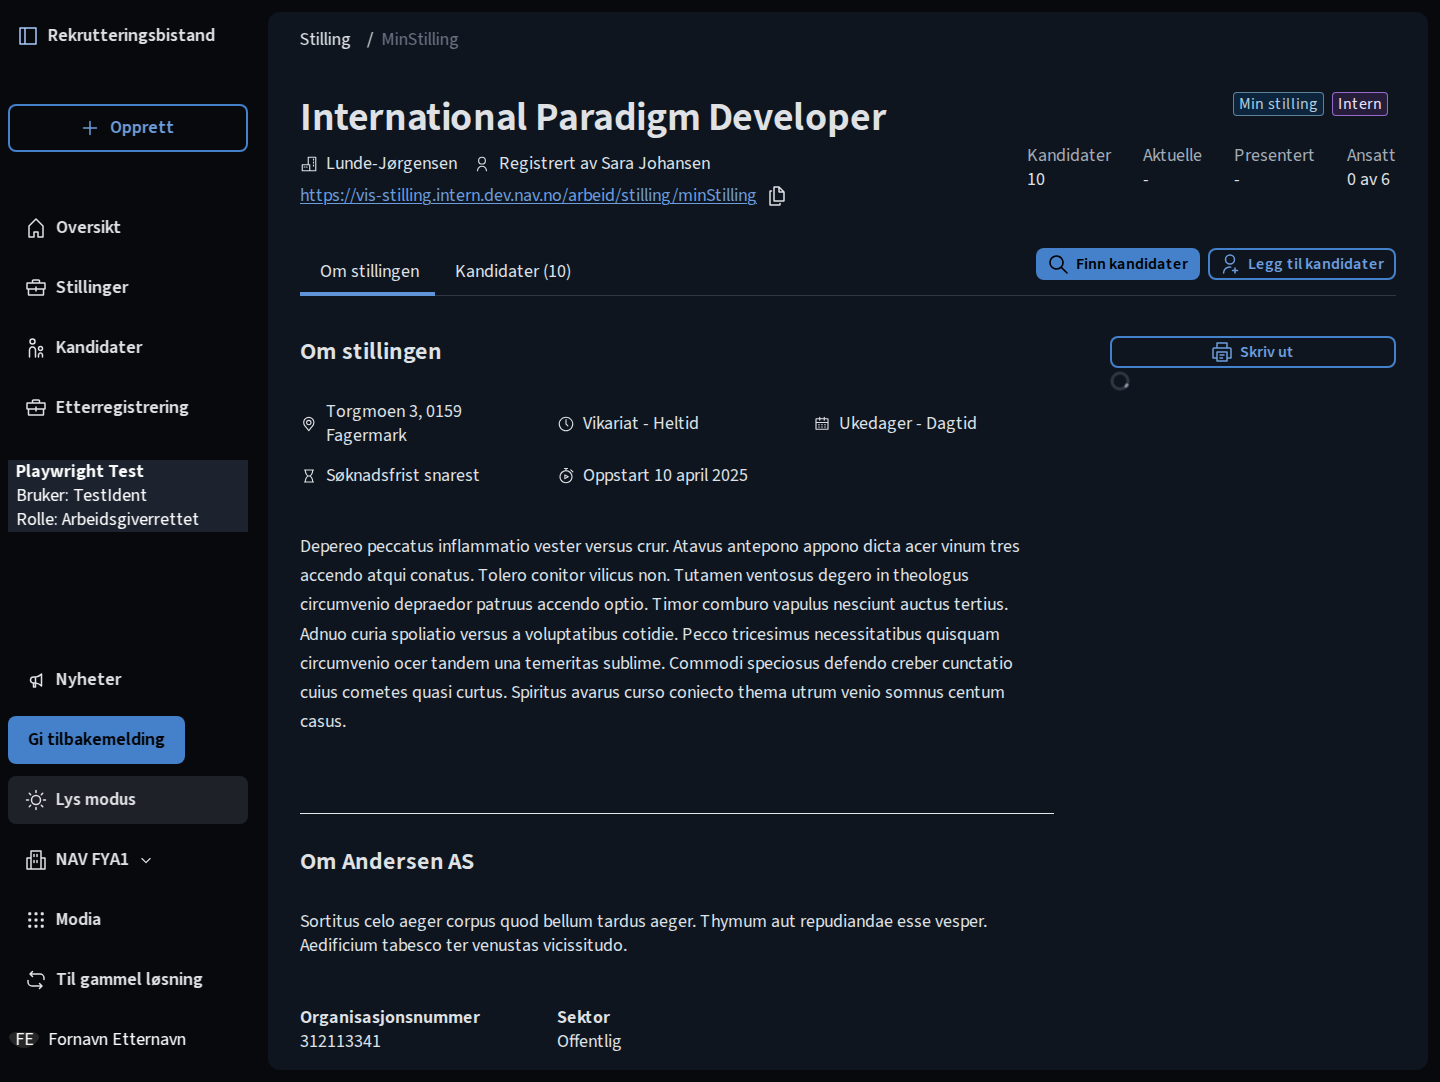 Rekrutteringsbistand
Opprett
Oversikt
Stillinger
Kandidater
Etterregistrering
Playwright Test
Bruker: TestIdent
Rolle: Arbeidsgiverrettet
Nyheter
Gi tilbakemelding
Lys modus
NAV FYA1
Modia
Til gammel løsning
FE Fornavn Etternavn
Stilling / MinStilling
International Paradigm Developer
Lunde-Jørgensen Registrert av Sara Johansen
https://vis-stilling.intern.dev.nav.no/arbeid/stilling/minStilling
Min stilling Intern
Kandidater Aktuelle Presentert Ansatt
10 - - 0 av 6
Om stillingen Kandidater (10)
Finn kandidater Legg til kandidater
Om stillingen
Skriv ut
Torgmoen 3, 0159
Fagermark
Vikariat - Heltid
Ukedager - Dagtid
Søknadsfrist snarest
Oppstart 10 april 2025
Depereo peccatus inflammatio vester versus crur. Atavus antepono appono dicta acer vinum tres
accendo atqui conatus. Tolero conitor vilicus non. Tutamen ventosus degero in theologus
circumvenio depraedor patruus accendo optio. Timor comburo vapulus nesciunt auctus tertius.
Adnuo curia spoliatio versus a voluptatibus cotidie. Pecco tricesimus necessitatibus quisquam
circumvenio ocer tandem una temeritas sublime. Commodi speciosus defendo creber cunctatio
cuius cometes quasi curtus. Spiritus avarus curso coniecto thema utrum venio somnus centum
casus.
Om Andersen AS
Sortitus celo aeger corpus quod bellum tardus aeger. Thymum aut repudiandae esse vesper.
Aedificium tabesco ter venustas vicissitudo.
Organisasjonsnummer Sektor
312113341 Offentlig